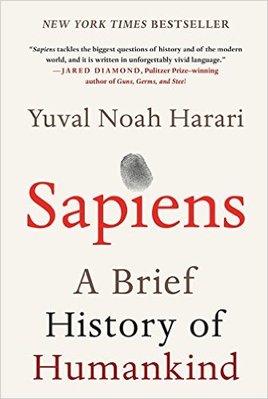 NEW YORK TIMES BESTSELLER
"Sapiens tackles the biggest questions of history and of the modern
world, and it is written in unforgettably vivid language."
—JARED DIAMOND, Pulitzer Prize–winning
author of Guns, Germs, and Steel
Yuval Noah Harari
Sapiens
A Brief
History of
Humankind